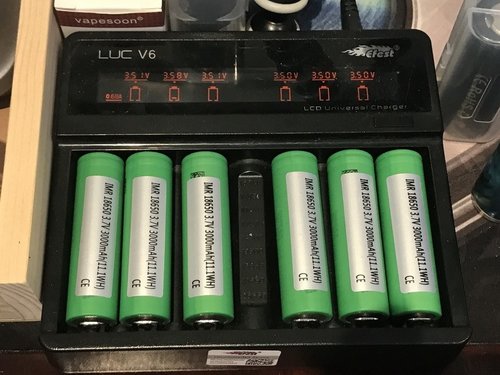 vapesoon®
LUC V6
Efest®
3.51V 3.58V 3.51V 3.50V 3.50V 3.50V
LCD Universal Charger
IMR 18650 3.7V 3000mAh(11.1WH)
CE
IMR 18650 3.7V 3000mAh(11.1WH)
CE
IMR 18650 3.7V 3000mAh(11.1WH)
CE
IMR 18650 3.7V 3000mAh(11.1WH)
CE
IMR 18650 3.7V 3000mAh(11.1WH)
CE
IMR 18650 3.7V 3000mAh(11.1WH)
CE